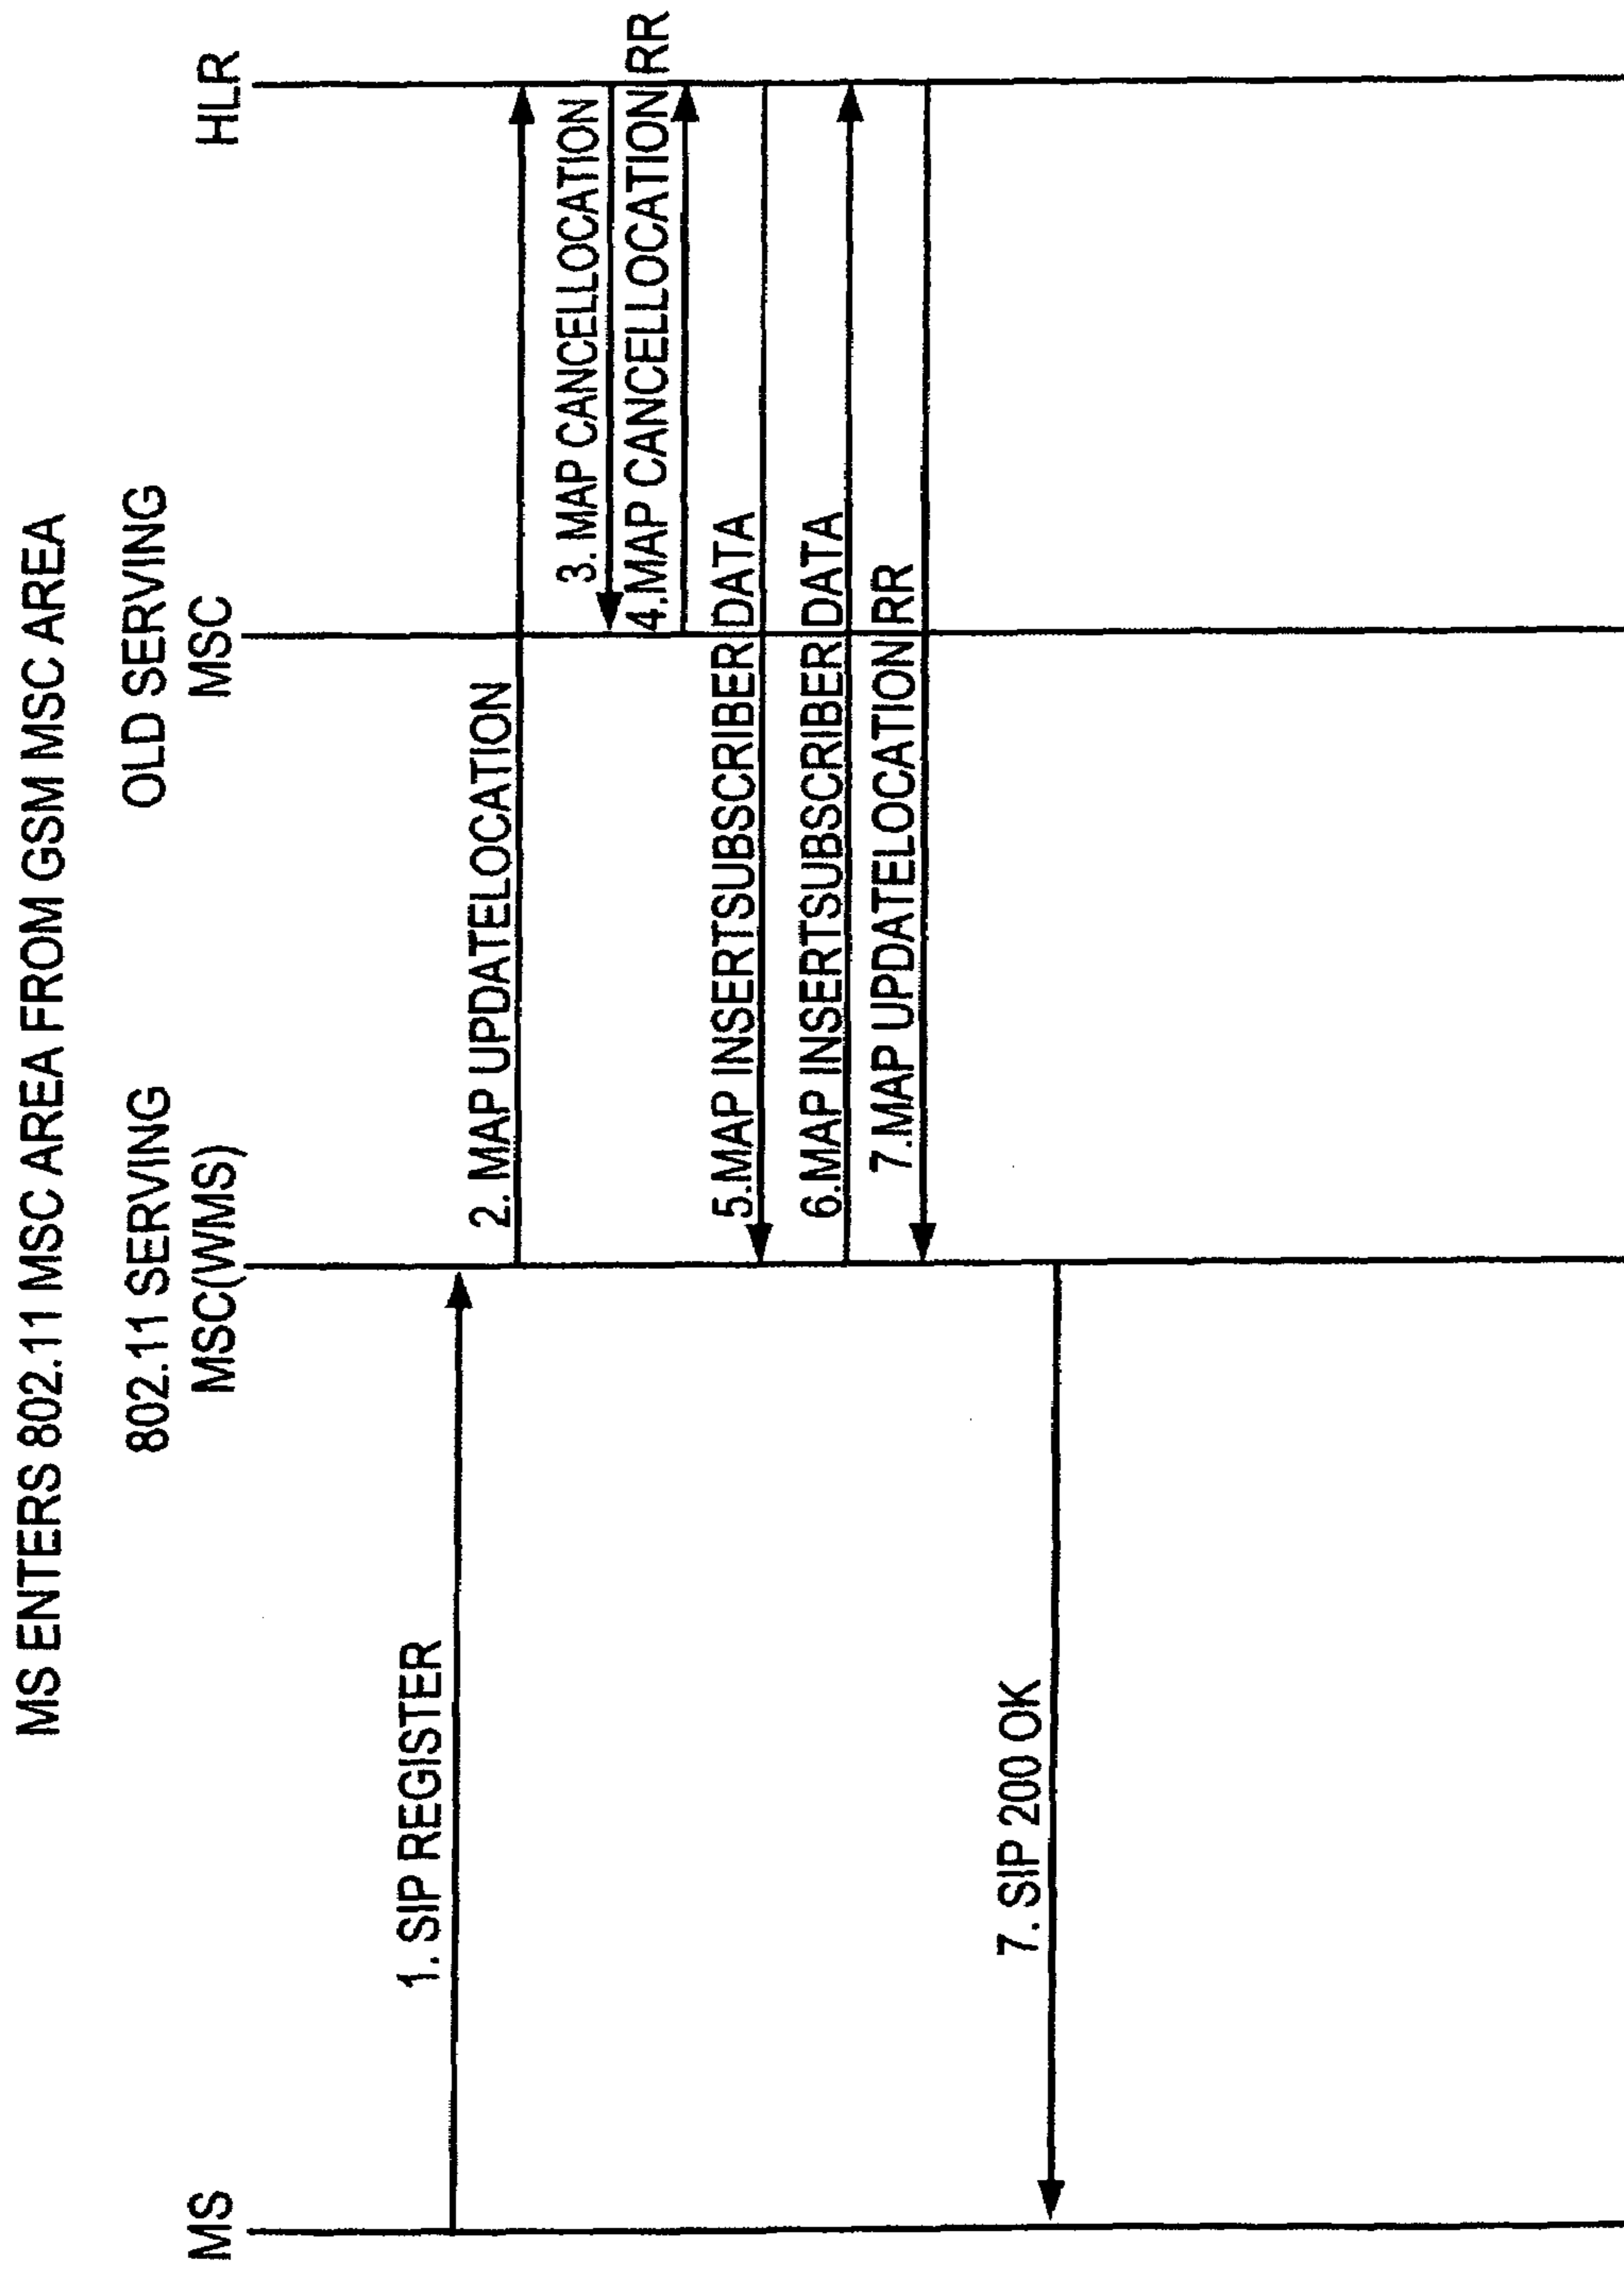 MS ENTERS 802.11 MSC AREA FROM GSM MSC AREA
MS
802.11 SERVING
MSC(WMS)
OLD SERVING
MSC
HLR
1. SIP REGISTER
2. MAP UPDATELOCATION
3. MAP CANCELLOCATION
4.MAP CANCELLOCATION RR
5.MAP INSERTSUBSCRIBER DATA
6.MAP INSERTSUBSCRIBER DATA
7.MAP UPDATELOCATION RR
7. SIP 200 OK